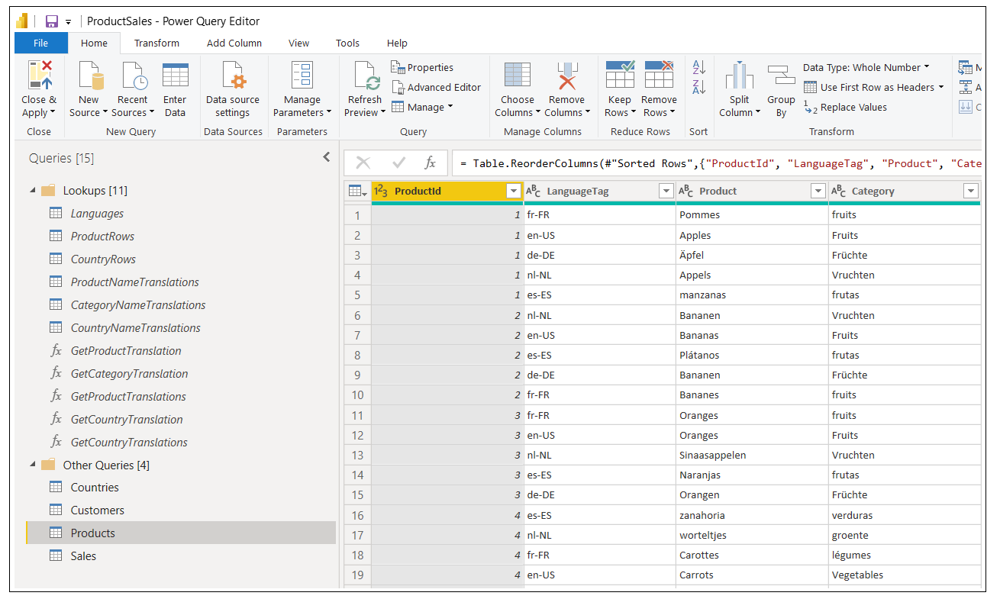 ProductSales - Power Query Editor
File Home Transform Add Column View Tools Help
Close & Apply
New Source
Recent Sources
Enter Data
Data source settings
Manage Parameters
Refresh Preview
Properties
Advanced Editor
Manage
Choose Columns
Remove Columns
Keep Rows
Remove Rows
Split Column
Group By
Data Type: Whole Number
Use First Row as Headers
Replace Values
Close New Query Data Sources Parameters Query Manage Columns Reduce Rows Sort Transform
Queries [15]
= Table.ReorderColumns(#"Sorted Rows",{"ProductId", "LanguageTag", "Product", "Cate
Lookups [11]
Languages
ProductRows
CountryRows
ProductNameTranslations
CategoryNameTranslations
CountryNameTranslations
GetProductTranslation
GetCategoryTranslation
GetProductTranslations
GetCountryTranslation
GetCountryTranslations
Other Queries [4]
Countries
Customers
Products
Sales
ProductId LanguageTag Product Category
1 1 fr-FR Pommes fruits
2 1 en-US Apples Fruits
3 1 de-DE Äpfel Früchte
4 1 nl-NL Appels Vruchten
5 1 es-ES manzanas frutas
6 2 nl-NL Bananen Vruchten
7 2 en-US Bananas Fruits
8 2 es-ES Plátanos frutas
9 2 de-DE Bananen Früchte
10 2 fr-FR Bananes fruits
11 3 fr-FR Oranges fruits
12 3 en-US Oranges Fruits
13 3 nl-NL Sinaasappelen Vruchten
14 3 es-ES Naranjas frutas
15 3 de-DE Orangen Früchte
16 4 es-ES zanahoria verduras
17 4 nl-NL worteltjes groente
18 4 fr-FR Carottes légumes
19 4 en-US Carrots Vegetables